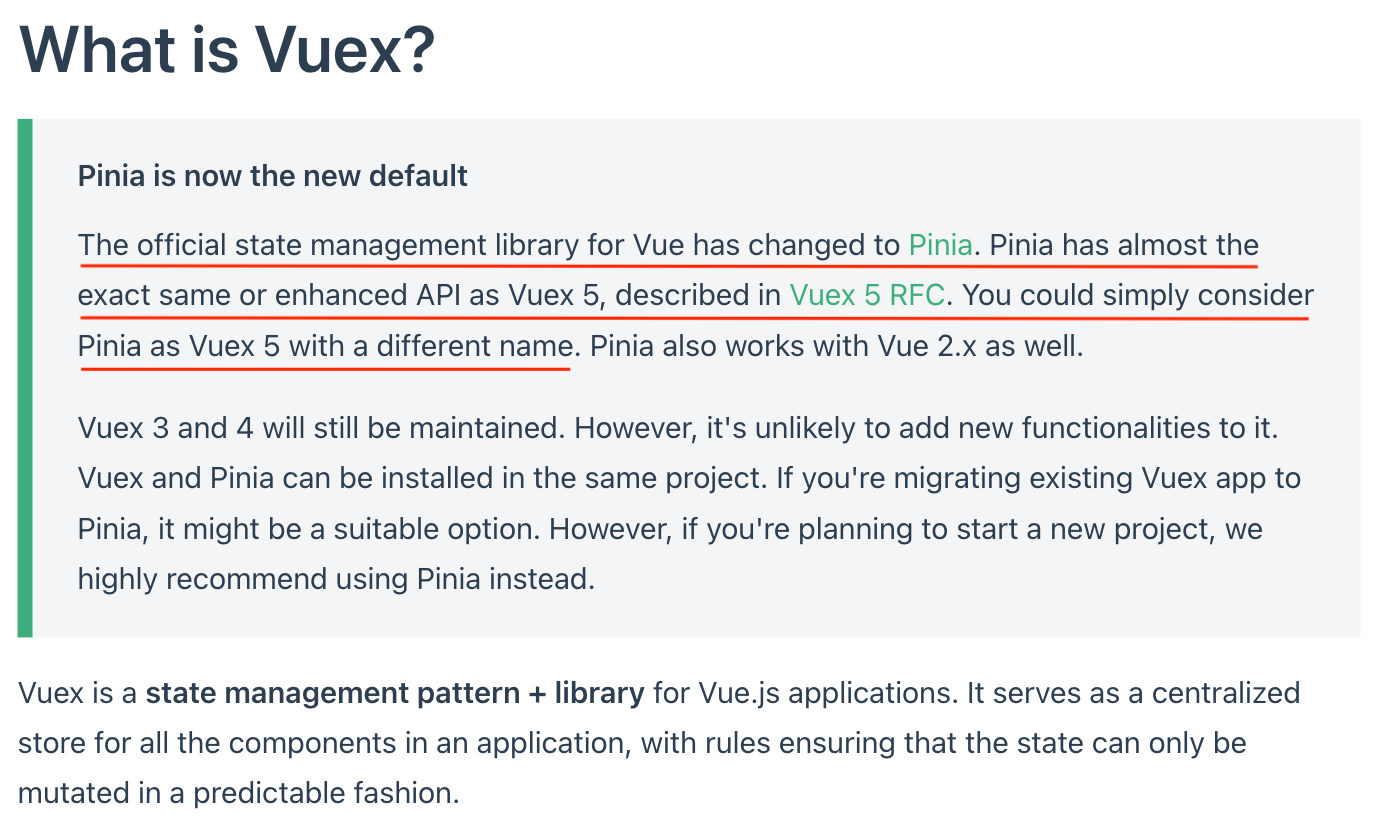 What is Vuex?
Pinia is now the new default
The official state management library for Vue has changed to Pinia. Pinia has almost the
exact same or enhanced API as Vuex 5, described in Vuex 5 RFC. You could simply consider
Pinia as Vuex 5 with a different name. Pinia also works with Vue 2.x as well.
Vuex 3 and 4 will still be maintained. However, it's unlikely to add new functionalities to it.
Vuex and Pinia can be installed in the same project. If you're migrating existing Vuex app to
Pinia, it might be a suitable option. However, if you're planning to start a new project, we
highly recommend using Pinia instead.
Vuex is a state management pattern + library for Vue.js applications. It serves as a centralized
store for all the components in an application, with rules ensuring that the state can only be
mutated in a predictable fashion.